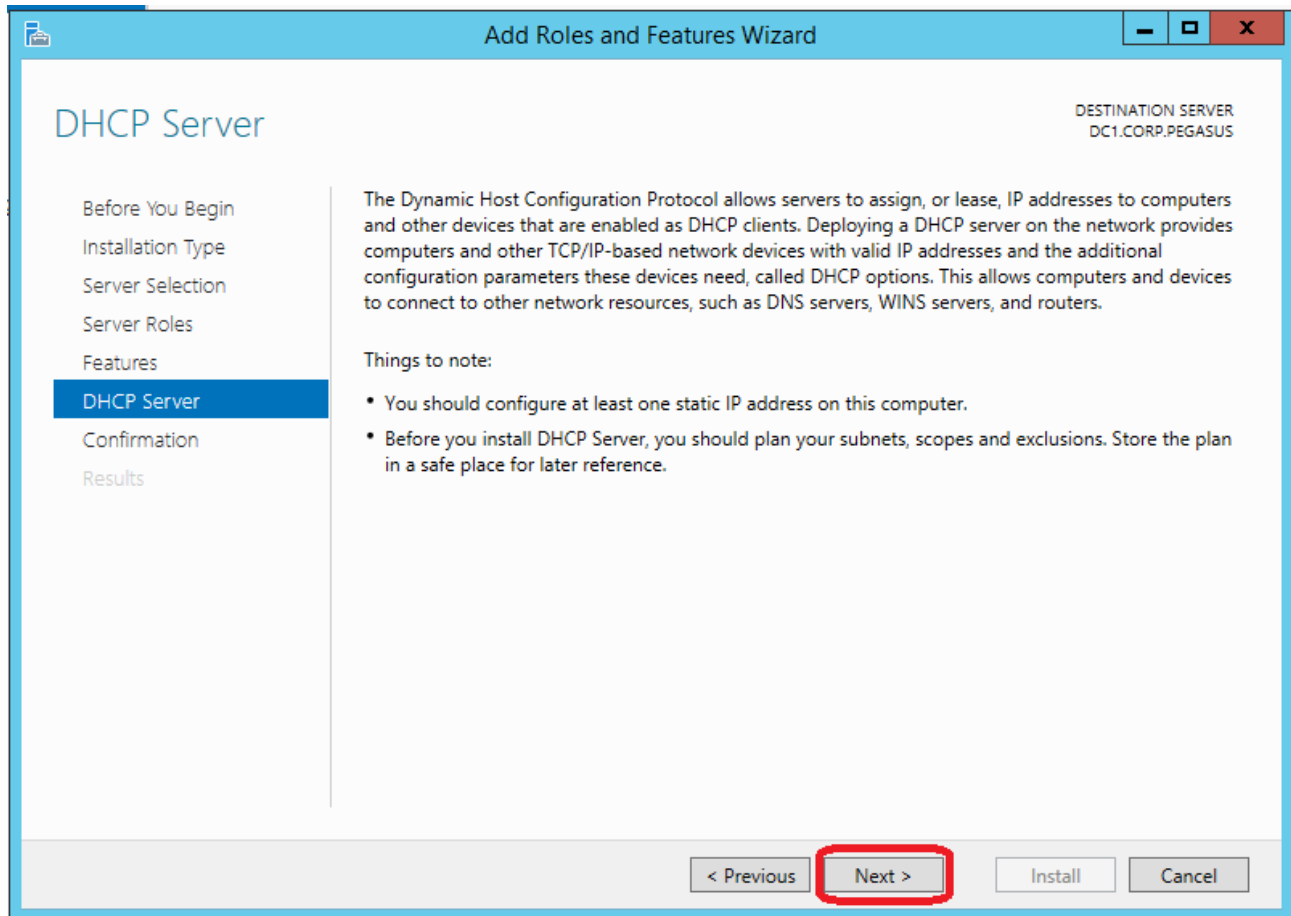 Add Roles and Features Wizard
DHCP Server
DESTINATION SERVER
DC1.CORP.PEGASUS
Before You Begin
Installation Type
Server Selection
Server Roles
Features
DHCP Server
Confirmation
Results
The Dynamic Host Configuration Protocol allows servers to assign, or lease, IP addresses to computers
and other devices that are enabled as DHCP clients. Deploying a DHCP server on the network provides
computers and other TCP/IP-based network devices with valid IP addresses and the additional
configuration parameters these devices need, called DHCP options. This allows computers and devices
to connect to other network resources, such as DNS servers, WINS servers, and routers.
Things to note:
• You should configure at least one static IP address on this computer.
• Before you install DHCP Server, you should plan your subnets, scopes and exclusions. Store the plan
in a safe place for later reference.
< Previous
Next >
Install
Cancel